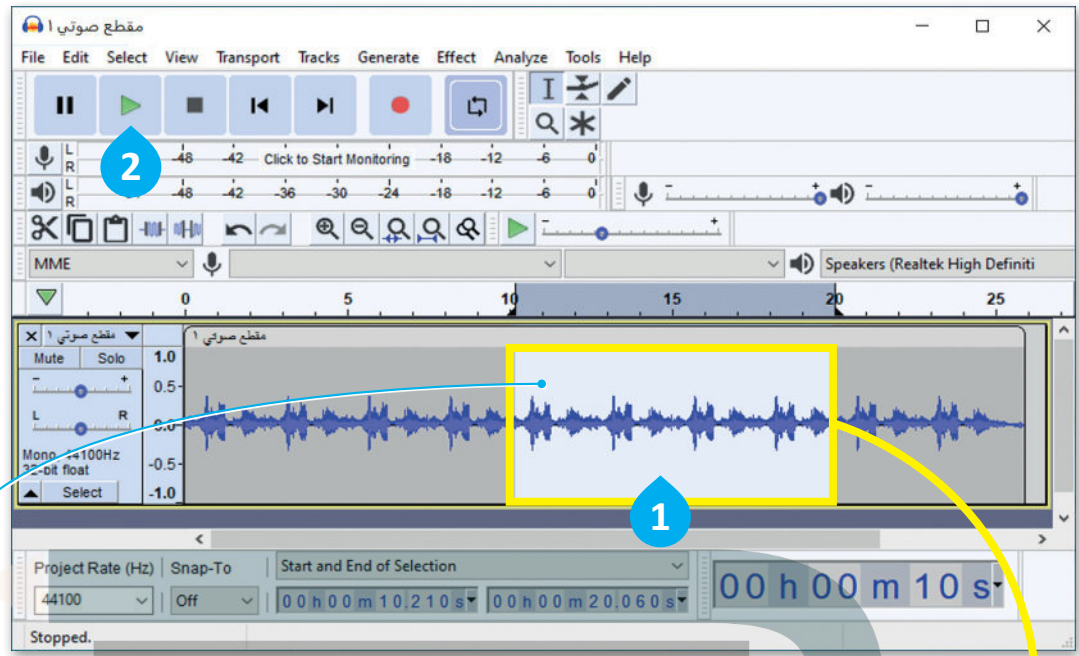 مقطع صوتي ١
File Edit Select View Transport Tracks Generate Effect Analyze Tools Help
2
L
R
-48 -42 Click to Start Monitoring -18 -12 -6 0
L
R
-48 -42 -36 -30 -24 -18 -12 -6 0
- +
- +
- +
MME
Speakers (Realtek High Definiti
0 5 10 15 20 25
مقطع صوتي ١
مقطع صوتي ١
Mute Solo
1.0
- +
0.5
L R
0.0
Mono, 44100Hz
32-bit float
-0.5
Select
-1.0
1
Project Rate (Hz) Snap-To Start and End of Selection
44100 Off 00 h 00 m 10.210 s 00 h 00 m 20.060 s
00 h 00 m 10 s
Stopped.